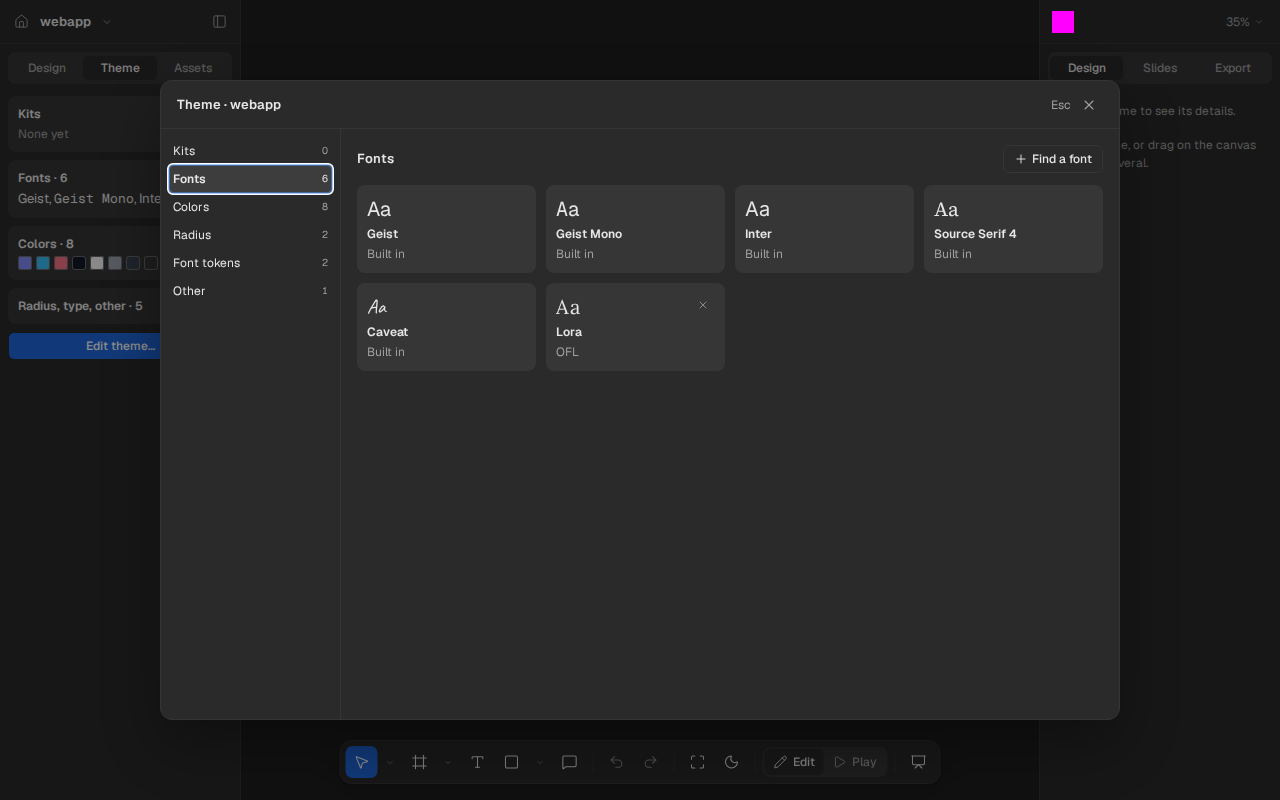 webapp
35%
Design
Theme
Assets
Design
Slides
Export
Kits
None yet
Fonts · 6
Geist, Geist Mono, Inte
Colors · 8
Radius, type, other · 5
Edit theme…
Theme · webapp
Esc
Kits 0
Fonts 6
Colors 8
Radius 2
Font tokens 2
Other 1
Fonts
Find a font
Aa
Geist
Built in
Aa
Geist Mono
Built in
Aa
Inter
Built in
Aa
Source Serif 4
Built in
Aa
Caveat
Built in
Aa
Lora
OFL
me to see its details.
e, or drag on the canvas
veral.
Edit
Play